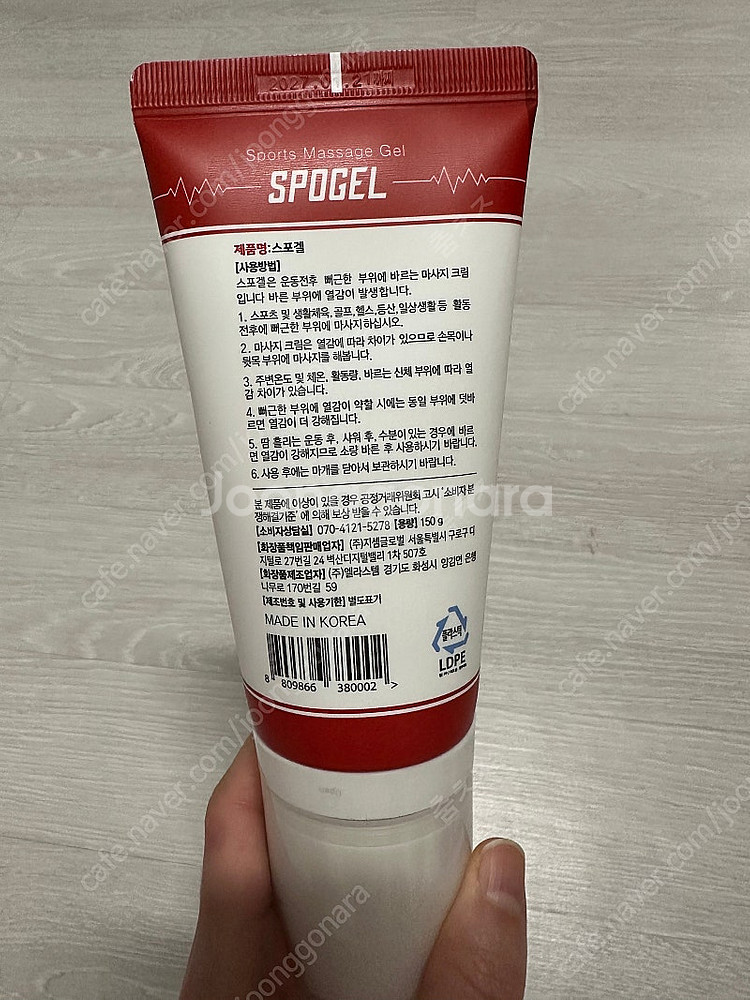 Sports Massage Gel
SPOGEL
제품명:스포겔
[사용방법]
스포겔은 운동전후 뻐근한 부위에 바르는 마사지 크림
입니다 바른 부위에 열감이 발생합니다.
1. 스포츠 및 생활체육,골프,헬스,등산,일상생활 등 활동
전후에 뻐근한 부위에 마사지하십시오.
2. 마사지 크림은 열감에 따라 차이가 있으므로 손목이나
뒷목 부위에 마사지를 해봅니다.
3. 주변온도 및 체온, 활동량, 바르는 신체 부위에 따라 열
감 차이가 있습니다.
4. 뻐근한 부위에 열감이 약할 시에는 동일 부위에 덧바
르면 열감이 더 강해집니다.
5. 땀 흘리는 운동 후, 샤워 후, 수분이 있는 경우에 바르
면 열감이 강해지므로 소량 바른 후 사용하시기 바랍니다.
6. 사용 후에는 마개를 닫아서 보관하시기 바랍니다.
Joonggonara
본 제품에 이상이 있을 경우 공정거래위원회 고시 '소비자 분
쟁해결기준' 에 의해 보상 받을 수 있습니다.
[소비자상담실] 070-4121-5278 [용량] 150 g
[화장품책임판매업자] (주)지셈글로벌 서울특별시 구로구 디
지털로 27번길 24 벽산디지털밸리 1차 507호
[화장품제조업자] (주)엘라스템 경기도 화성시 양감면 은행
나무로 170번길 59
[제조번호 및 사용기한] 별도표기
MADE IN KOREA
플라스틱
LDPE
8 809866 380002 >
cafe.naver.com/joonggonara